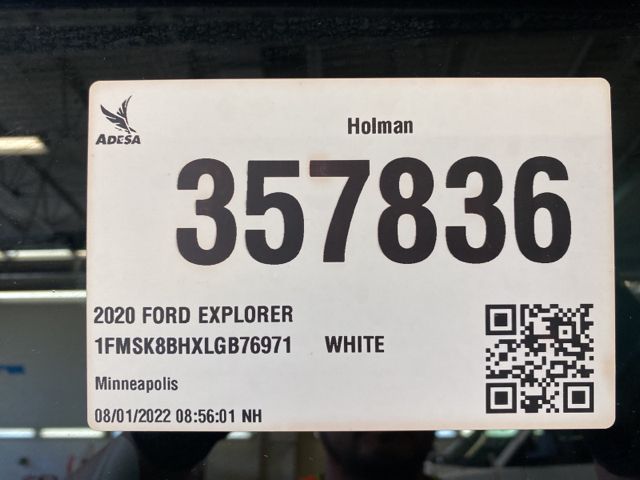 ADESA
Holman
357836
2020 FORD EXPLORER
1FMSK8BHXLGB76971 WHITE
Minneapolis
08/01/2022 08:56:01 NH